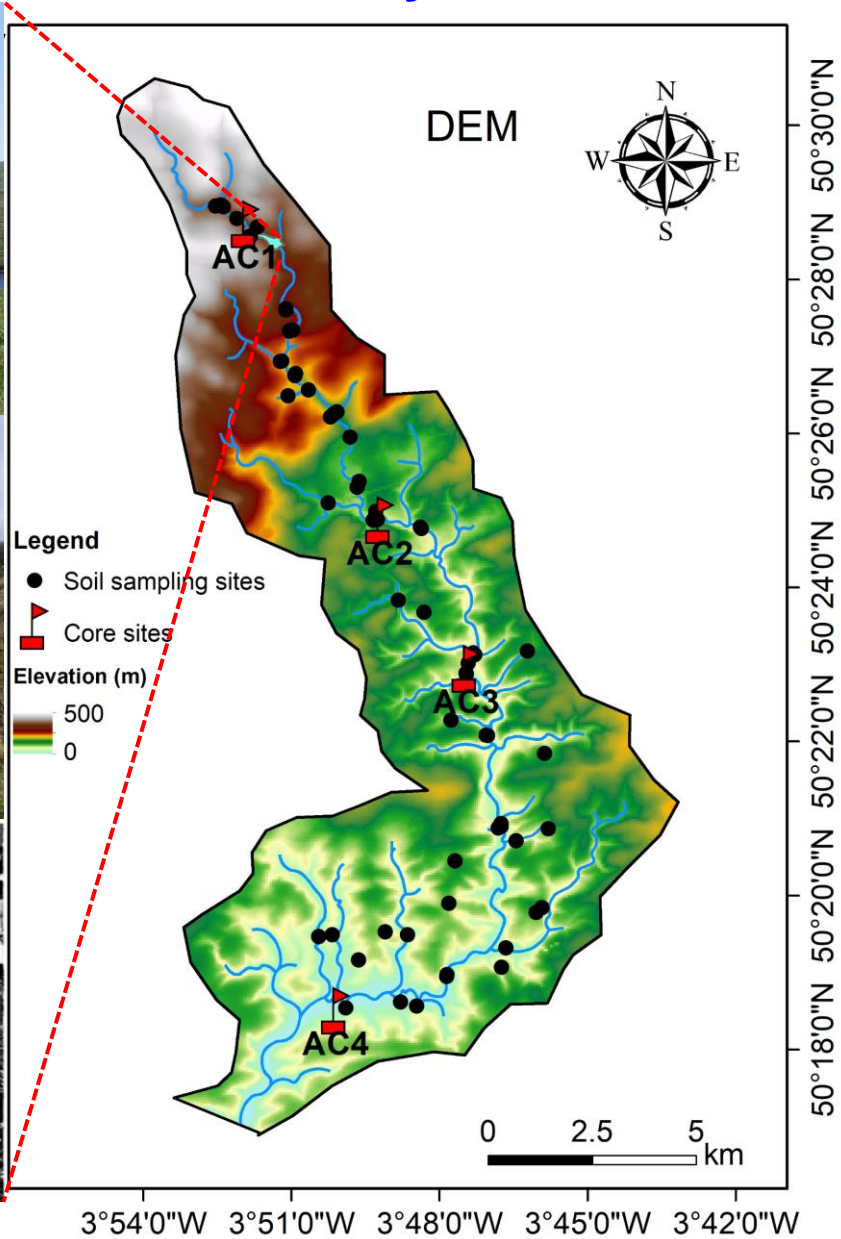 DEM
N
W E
S
AC1
AC2
AC3
AC4
Legend
Soil sampling sites
Core sites
Elevation (m)
500
0
0 2.5 5
km
50°30'0"N
50°28'0"N
50°26'0"N
50°24'0"N
50°22'0"N
50°20'0"N
50°18'0"N
3°54'0"W 3°51'0"W 3°48'0"W 3°45'0"W 3°42'0"W